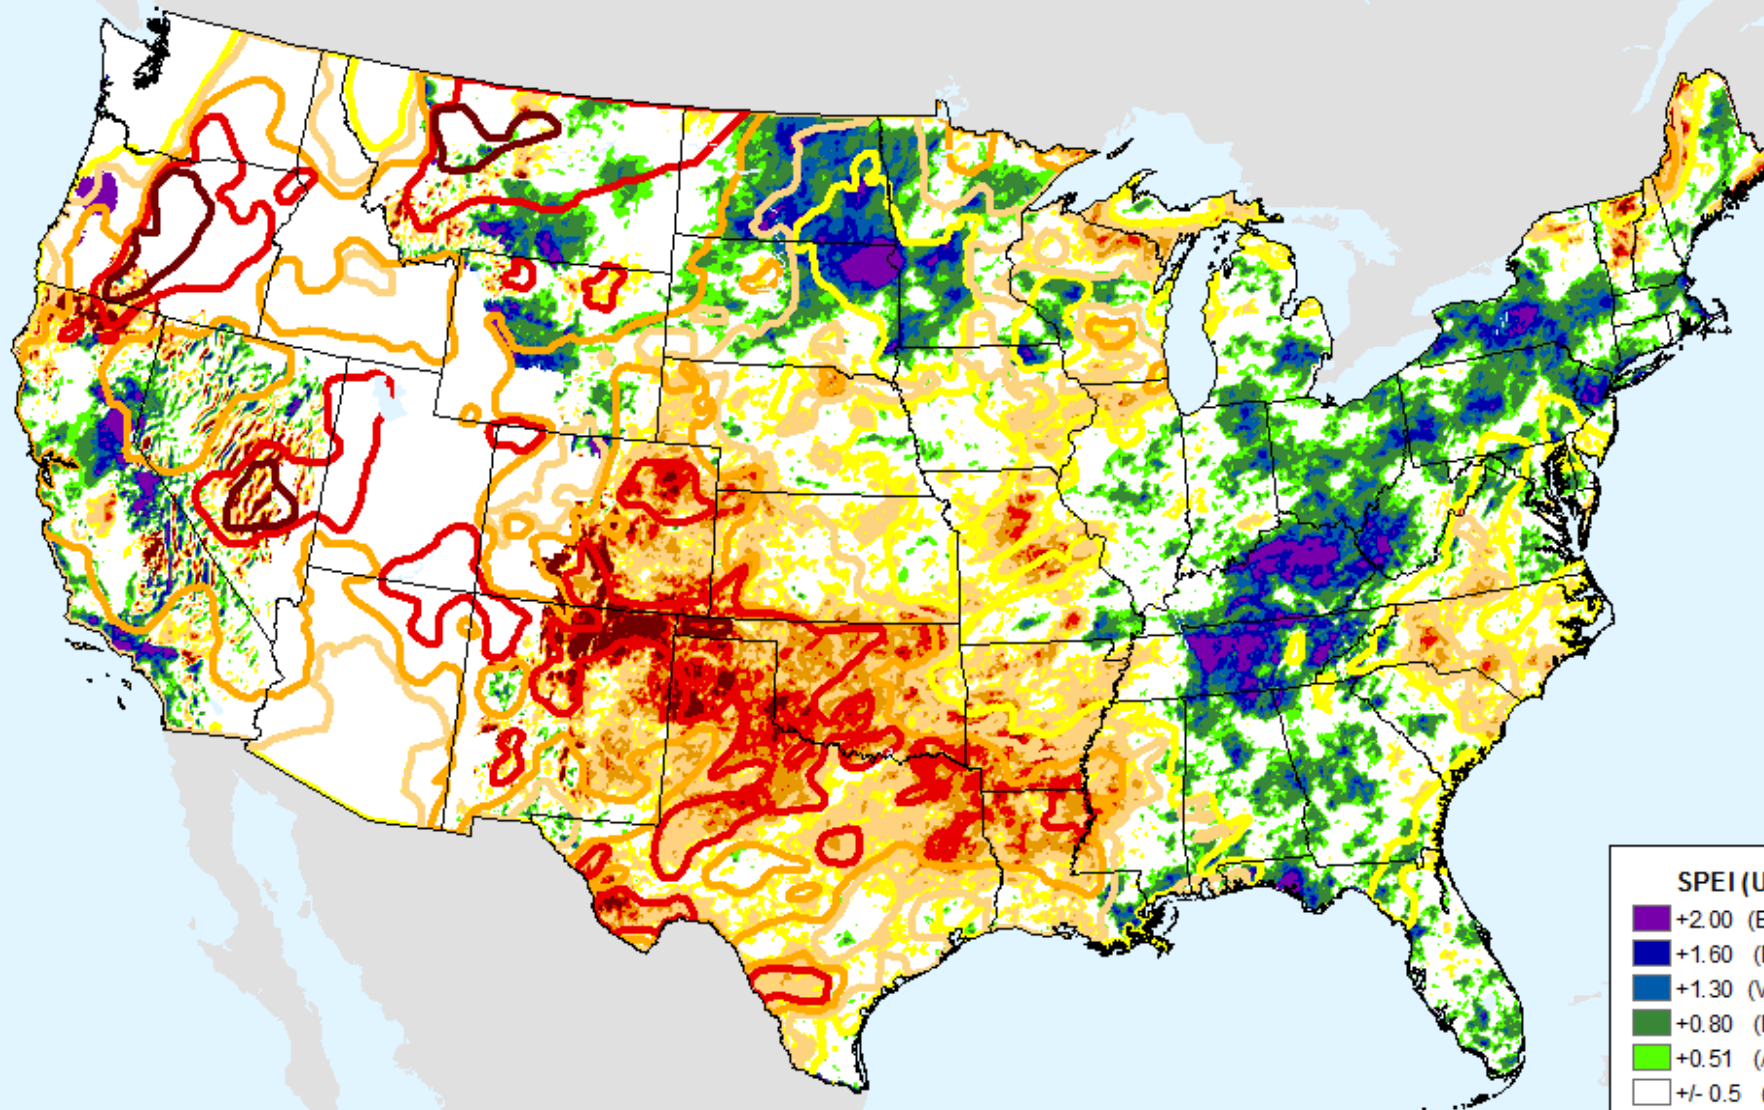 SPEI (U
+2.00 (E
+1.60 (
+1.30 (V
+0.80 (
+0.51 (
+/- 0.5 (